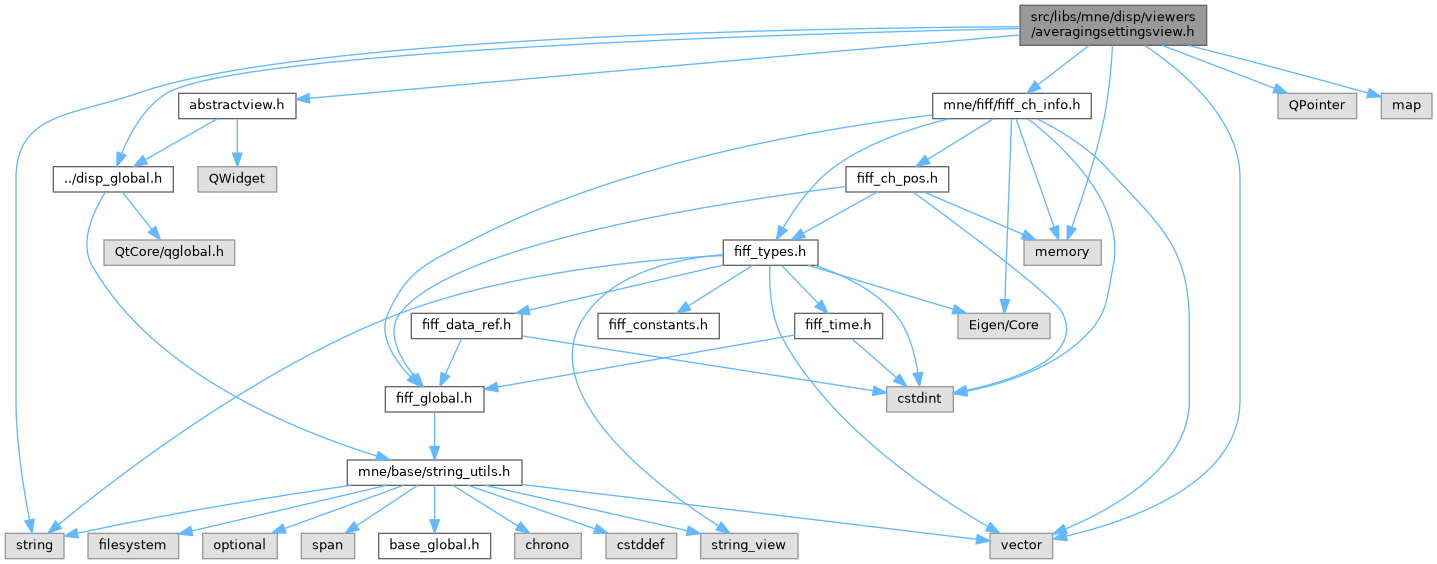 src/libs/mne/disp/viewers
/averagingsettingsview.h
abstractview.h
mne/fiff/fiff_ch_info.h
QPointer
map
../disp_global.h
QWidget
fiff_ch_pos.h
QtCore/qglobal.h
fiff_types.h
memory
fiff_data_ref.h
fiff_constants.h
fiff_time.h
Eigen/Core
fiff_global.h
cstdint
mne/base/string_utils.h
string
filesystem
optional
span
base_global.h
chrono
cstddef
string_view
vector